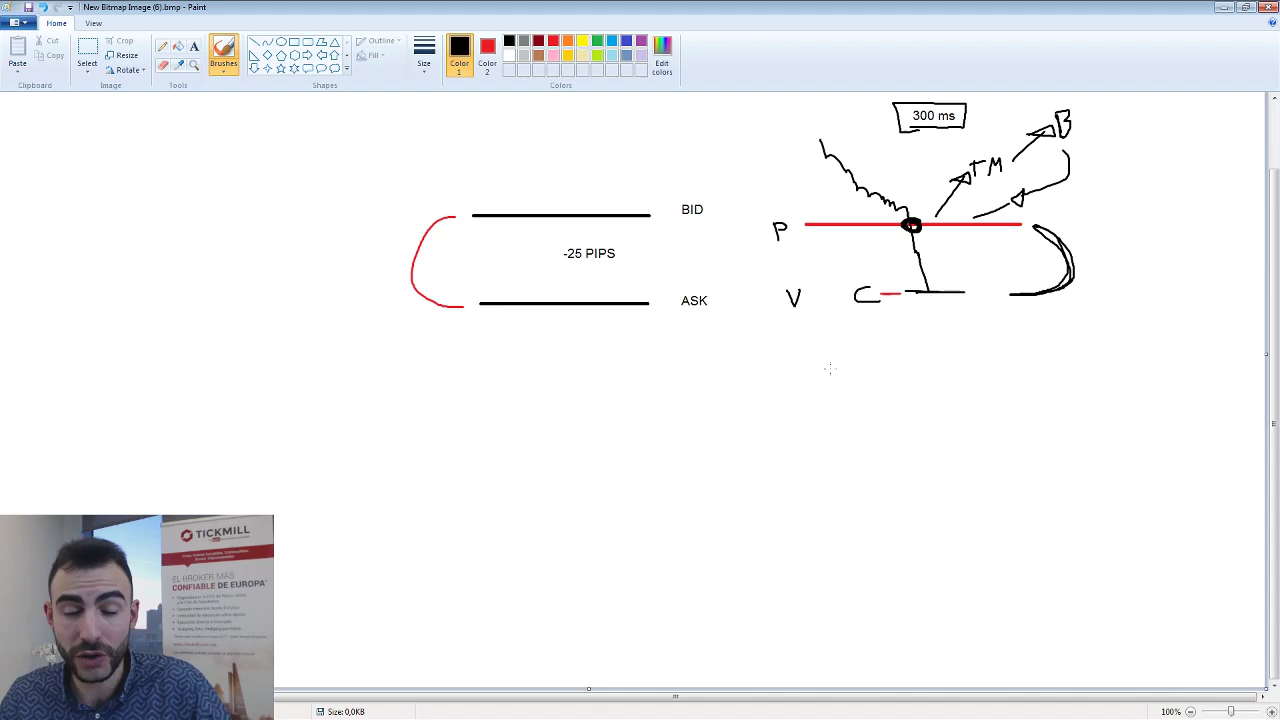 New Bitmap Image (6).bmp - Paint
Home
View
Paste
Cut
Copy
Clipboard
Select
Crop
Resize
Rotate
Image
A
Tools
Brushes
Shapes
Outline
Fill
Size
Color 1
Color 2
Edit colors
Colors
300 ms
B
TM
BID
P
-25 PIPS
ASK
V
C
TICKMILL
EL BROKER MÁS
CONFIABLE DE EUROPA*
Size: 0,0KB
100%